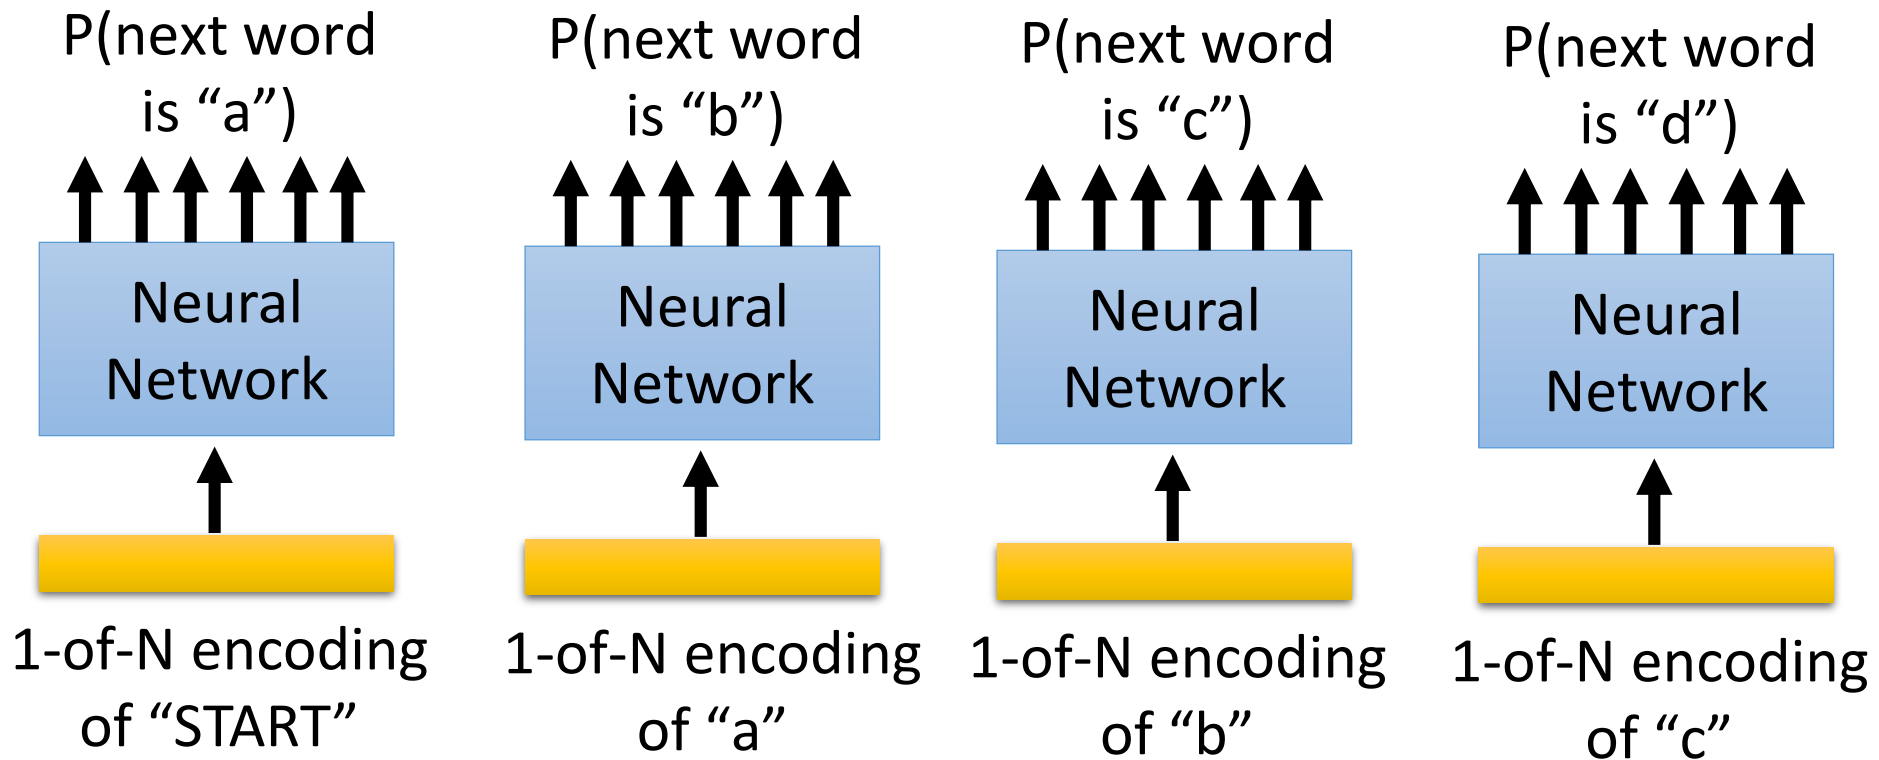 P(next word
is “a”)
Neural
Network
1-of-N encoding
of “START”
P(next word
is “b”)
Neural
Network
1-of-N encoding
of “a”
P(next word
is “c”)
Neural
Network
1-of-N encoding
of “b”
P(next word
is “d”)
Neural
Network
1-of-N encoding
of “c”